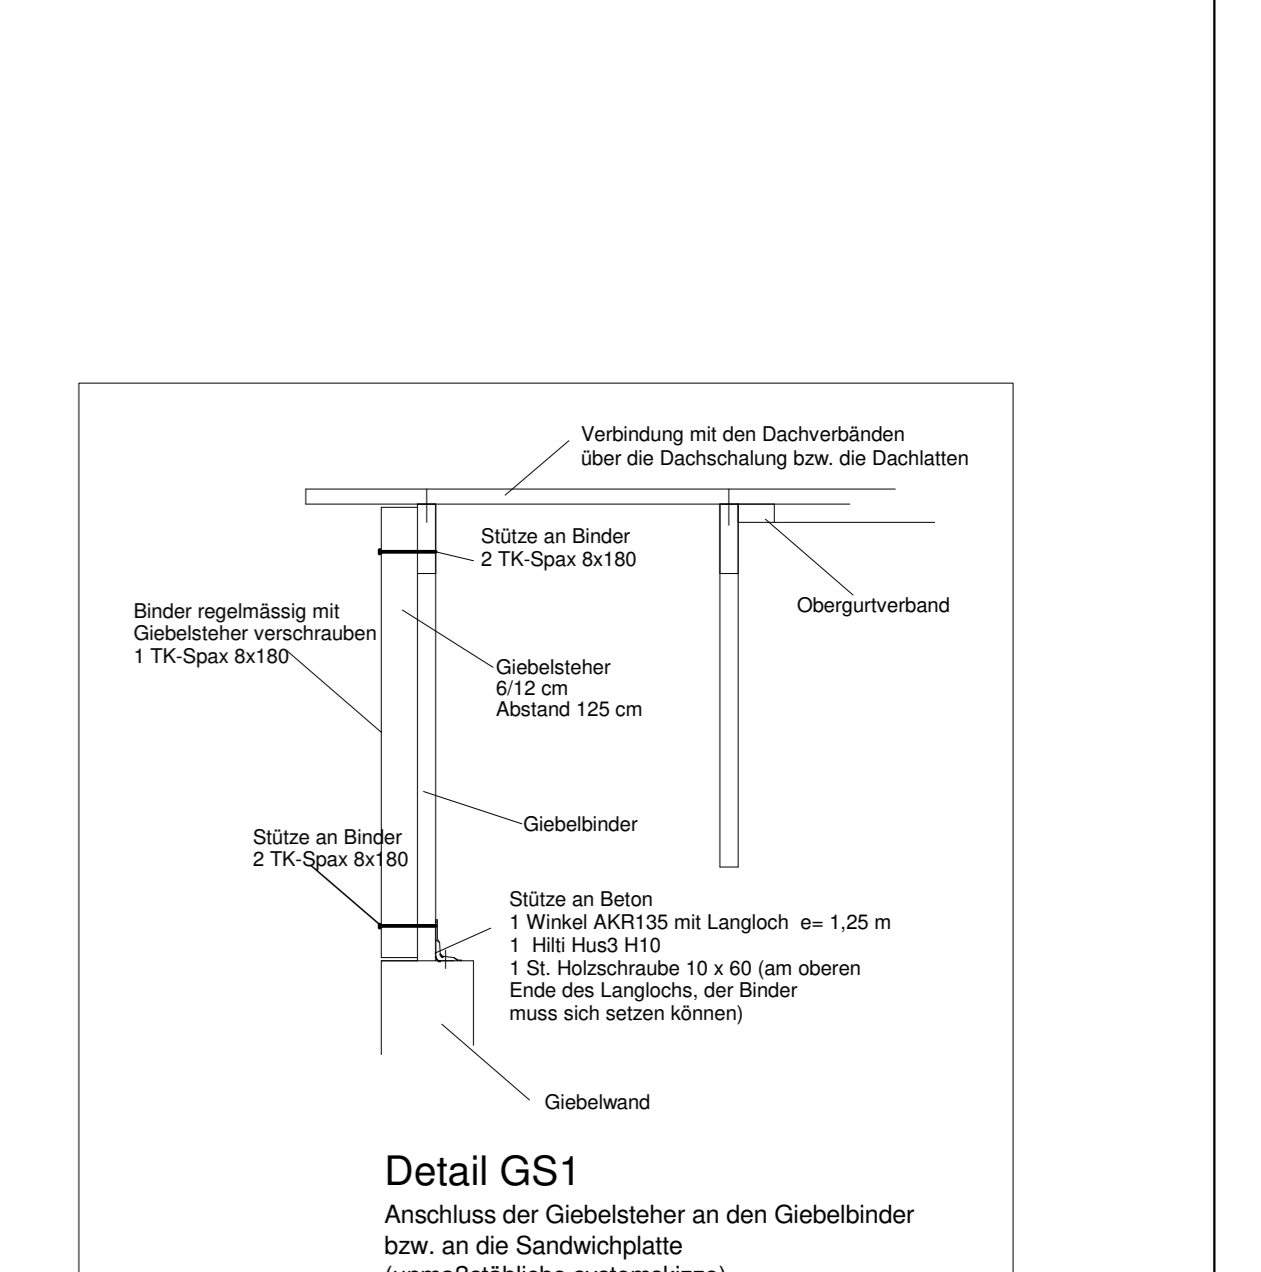 Verbindung mit den Dachverbänden
über die Dachschalung bzw. die Dachlatten
Stütze an Binder
2 TK-Spax 8x180
Obergurtverband
Binder regelmässig mit
Giebelsteher verschrauben
1 TK-Spax 8x180
Giebelsteher
6/12 cm
Abstand 125 cm
Giebelbinder
Stütze an Binder
2 TK-Spax 8x180
Stütze an Beton
1 Winkel AKR135 mit Langloch e= 1,25 m
1 Hilti Hus3 H10
1 St. Holzschraube 10 x 60 (am oberen
Ende des Langlochs, der Binder
muss sich setzen können)
Giebelwand
Detail GS1
Anschluss der Giebelsteher an den Giebelbinder
bzw. an die Sandwichplatte
(unmaßstäbliche systemskizze)